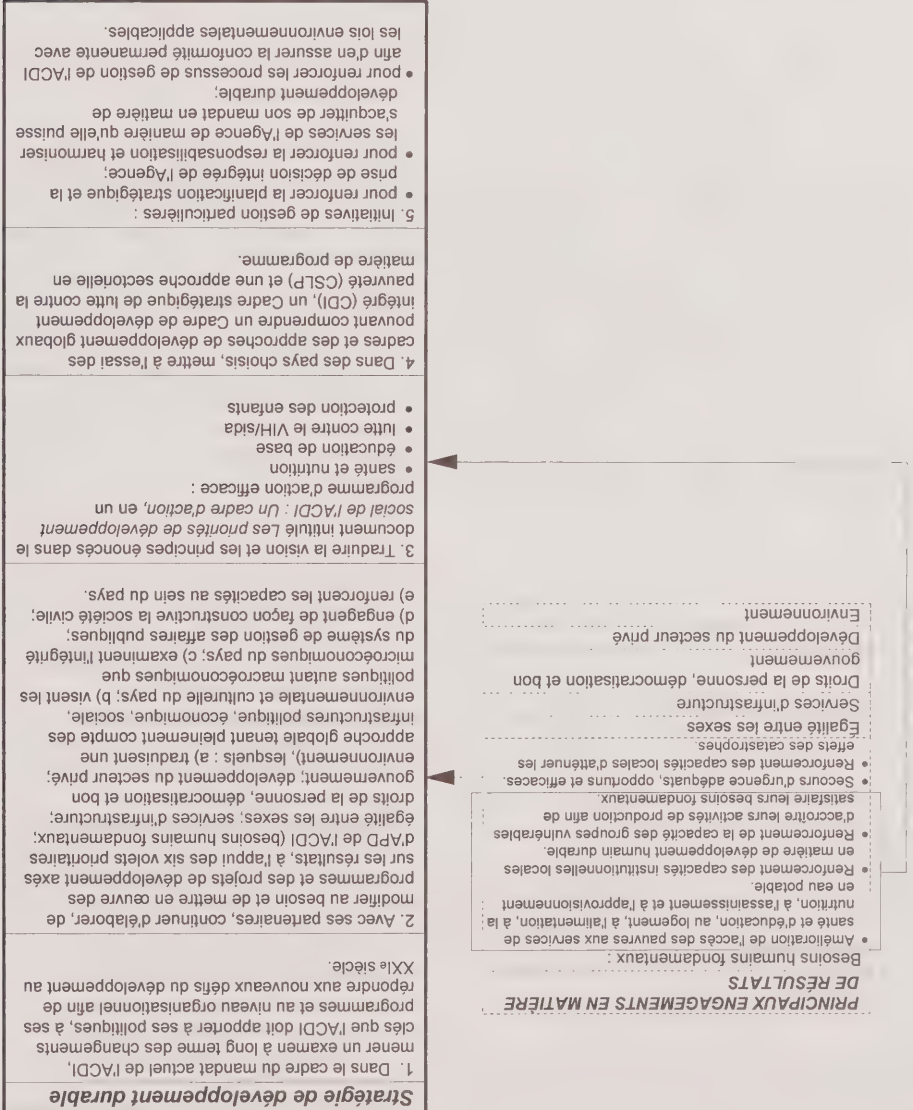 Stratégie de développement durable
1. Dans le cadre du mandat actuel de l'ACDI,
mener un examen à long terme des changements
clés que l'ACDI doit apporter à ses politiques, à ses
programmes et au niveau organisationnel afin de
répondre aux nouveaux défis du développement au
XXIe siècle.
2. Avec ses partenaires, continuer d'élaborer, de
modifier au besoin et de mettre en œuvre des
programmes et des projets de développement axés
sur les résultats, à l'appui des six volets prioritaires
d'APD de l'ACDI (besoins humains fondamentaux;
égalité entre les sexes; services d'infrastructure;
droits de la personne, démocratisation et bon
gouvernement; développement du secteur privé;
environnement), lesquels : a) traduisent une
approche globale tenant pleinement compte des
infrastructures politique, économique, sociale,
environnementale et culturelle du pays; b) visent les
politiques autant macroéconomiques que
microéconomiques du pays; c) examinent l'intégrité
du système de gestion des affaires publiques;
d) engagent de façon constructive la société civile;
e) renforcent les capacités au sein du pays.
3. Traduire la vision et les principes énoncés dans le
document intitulé Les priorités de développement
social de l'ACDI : Un cadre d'action, en un
programme d'action efficace :
• santé et nutrition
• éducation de base
• lutte contre le VIH/sida
• protection des enfants
4. Dans des pays choisis, mettre à l'essai des
cadres et des approches de développement globaux
pouvant comprendre un Cadre de développement
intégré (CDI), un Cadre stratégique de lutte contre la
pauvreté (CSLP) et une approche sectorielle en
matière de programme.
5. Initiatives de gestion particulières :
• pour renforcer la planification stratégique et la
prise de décision intégrée de l'Agence;
• pour renforcer la responsabilisation et harmoniser
les services de l'Agence de manière qu'elle puisse
s'acquitter de son mandat en matière de
développement durable;
• pour renforcer les processus de gestion de l'ACDI
afin d'en assurer la conformité permanente avec
les lois environnementales applicables.
PRINCIPAUX ENGAGEMENTS EN MATIÈRE
DE RÉSULTATS
Besoins humains fondamentaux :
• Amélioration de l'accès des pauvres aux services de
santé et d'éducation, au logement, à l'alimentation, à la
nutrition, à l'assainissement et à l'approvisionnement
en eau potable.
• Renforcement des capacités institutionnelles locales
en matière de développement humain durable.
• Renforcement de la capacité des groupes vulnérables
d'accroître leurs activités de production afin de
satisfaire leurs besoins fondamentaux.
• Secours d'urgence adéquats, opportuns et efficaces.
• Renforcement des capacités locales d'atténuer les
effets des catastrophes.
Égalité entre les sexes
Services d'infrastructure
Droits de la personne, démocratisation et bon
gouvernement
Développement du secteur privé
Environnement